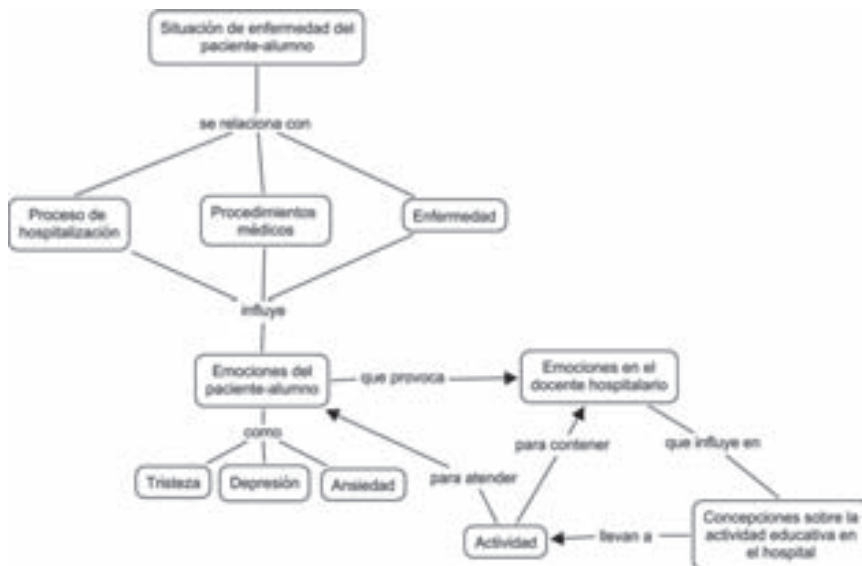 Situación de enfermedad del
paciente-alumno
se relaciona con
Proceso de
hospitalización
Procedimientos
médicos
Enfermedad
influye
Emociones del
paciente-alumno
que provoca
Emociones en el
docente hospitalario
como
Tristeza
Depresión
Ansiedad
para atender
para contener
que influye en
Actividad
llevan a
Concepciones sobre la
actividad educativa en
el hospital